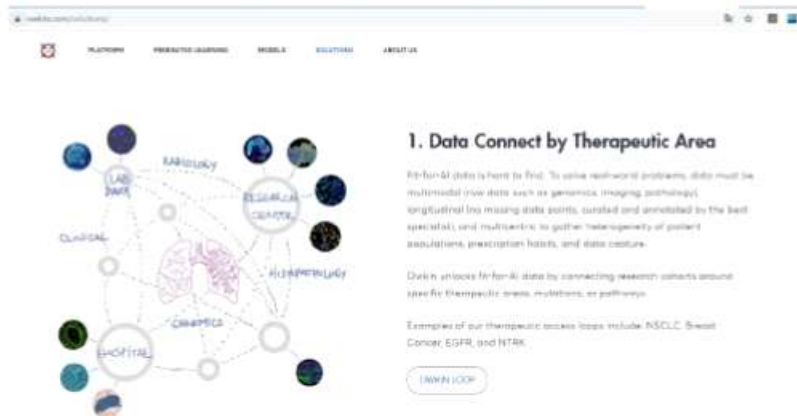 PLATFORM
FEDERATED LEARNING
MODELS
SOLUTIONS
ABOUT US
LAB
DATA
RADIOLOGY
RESEARCH
CENTER
CLINICAL
HISTOPATHOLOGY
GENOMICS
HOSPITAL
1. Data Connect by Therapeutic Area
Fit-for-AI data is hard to find. To solve real-world problems, data must be
multimodal (raw data such as genomics, imaging, pathology),
longitudinal (no missing data points, curated and annotated by the best
specialist), and multicentric to gather heterogeneity of patient
populations, prescription habits, and data capture.
Owkin unlocks fit-for-AI data by connecting research cohorts around
specific therapeutic areas, mutations, or pathways.
Examples of our therapeutic access loops include: NSCLC, Breast
Cancer, EGFR, and NTRK
OWKIN LOOP